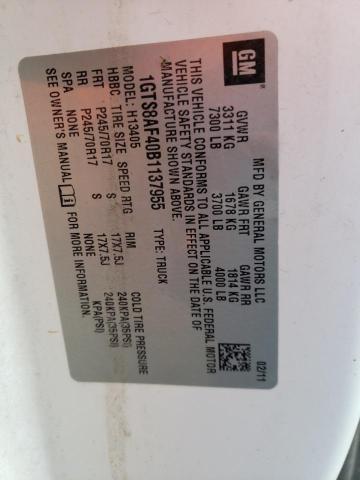 GM
MFD BY GENERAL MOTORS LLC
02/11
GVWR GAWR FRT GAWR RR
3311 KG 1678 KG 1814 KG
7300 LB 3700 LB 4000 LB
THIS VEHICLE CONFORMS TO ALL APPLICABLE U.S. FEDERAL MOTOR
VEHICLE SAFETY STANDARDS IN EFFECT ON THE DATE OF
MANUFACTURE SHOWN ABOVE.
1GTS8AF40B1137955 TYPE: TRUCK
MODEL: H13405
HBBC TIRE SIZE SPEED RTG RIM COLD TIRE PRESSURE
FRT P245/70R17 S 17X7.5J 240KPA(35PSI)
RR P245/70R17 S 17X7.5J 240KPA(35PSI)
SPA NONE NONE KPA(PSI)
SEE OWNER'S MANUAL i FOR MORE INFORMATION.